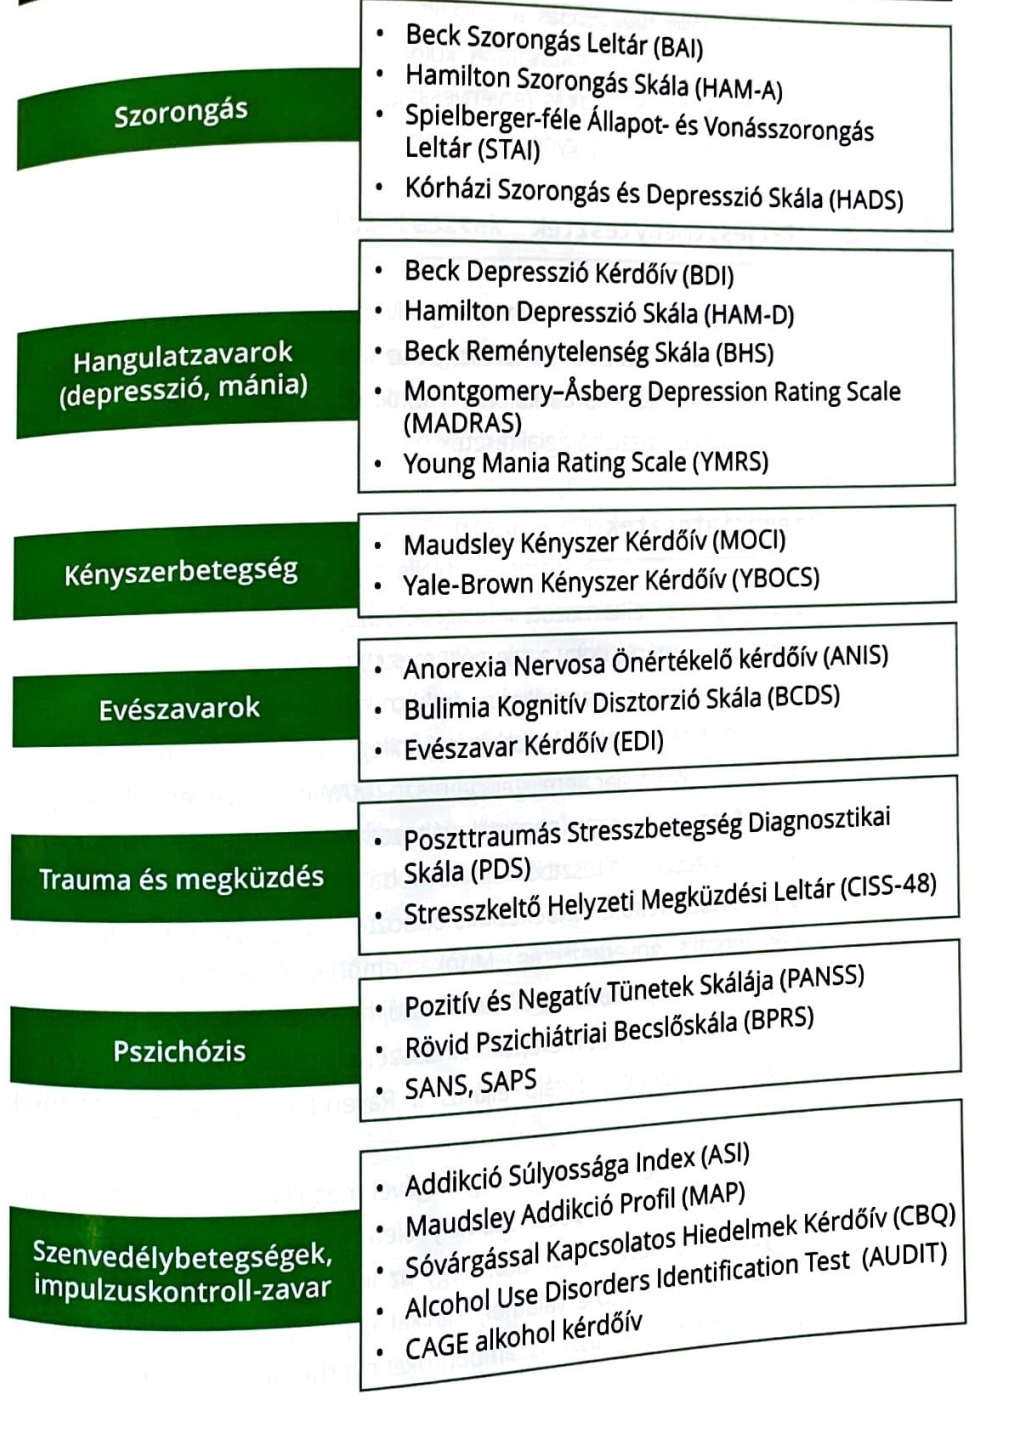 Szorongás
• Beck Szorongás Leltár (BAI)
• Hamilton Szorongás Skála (HAM-A)
• Spielberger-féle Állapot- és Vonásszorongás
Leltár (STAI)
• Kórházi Szorongás és Depresszió Skála (HADS)
Hangulatzavarok
(depresszió, mánia)
• Beck Depresszió Kérdőív (BDI)
• Hamilton Depresszió Skála (HAM-D)
• Beck Reménytelenség Skála (BHS)
• Montgomery–Åsberg Depression Rating Scale
(MADRAS)
• Young Mania Rating Scale (YMRS)
Kényszerbetegség
• Maudsley Kényszer Kérdőív (MOCI)
• Yale-Brown Kényszer Kérdőív (YBOCS)
Evészavarok
• Anorexia Nervosa Önértékelő kérdőív (ANIS)
• Bulimia Kognitív Disztorzió Skála (BCDS)
• Evészavar Kérdőív (EDI)
Trauma és megküzdés
• Poszttraumás Stresszbetegség Diagnosztikai
Skála (PDS)
• Stresszkeltő Helyzeti Megküzdési Leltár (CISS-48)
Pszichózis
• Pozitív és Negatív Tünetek Skálája (PANSS)
• Rövid Pszichiátriai Becslőskála (BPRS)
• SANS, SAPS
Szenvedélybetegségek,
impulzuskontroll-zavar
• Addikció Súlyossága Index (ASI)
• Maudsley Addikció Profil (MAP)
• Sóvárgással Kapcsolatos Hiedelmek Kérdőív (CBQ)
• Alcohol Use Disorders Identification Test (AUDIT)
• CAGE alkohol kérdőív